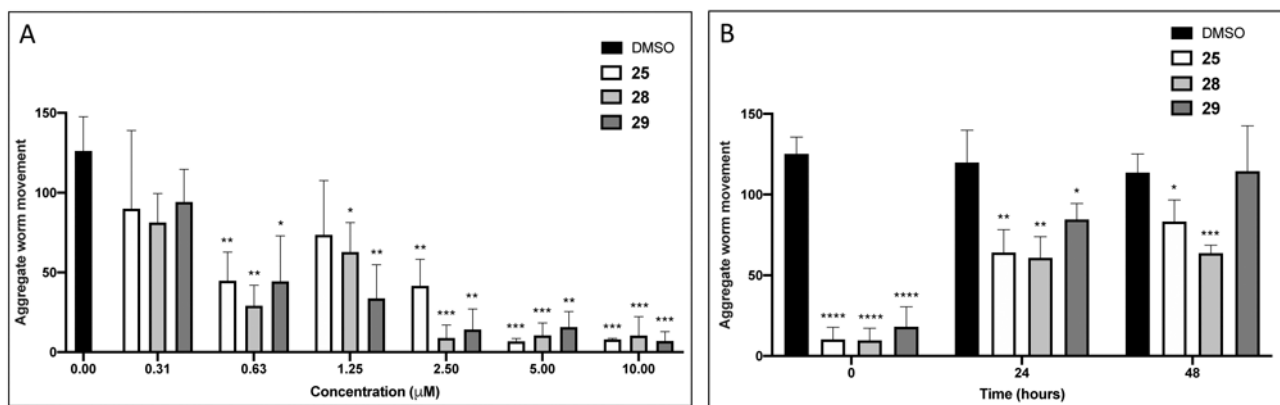 A
DMSO
25
28
29
Aggregate worm movement
150
100
50
0
** ** * * ** ** *** ** *** *** ** *** *** ***
0.00 0.31 0.63 1.25 2.50 5.00 10.00
Concentration (μM)
B
DMSO
25
28
29
Aggregate worm movement
150
100
50
0
**** **** **** ** ** * * ***
0 24 48
Time (hours)